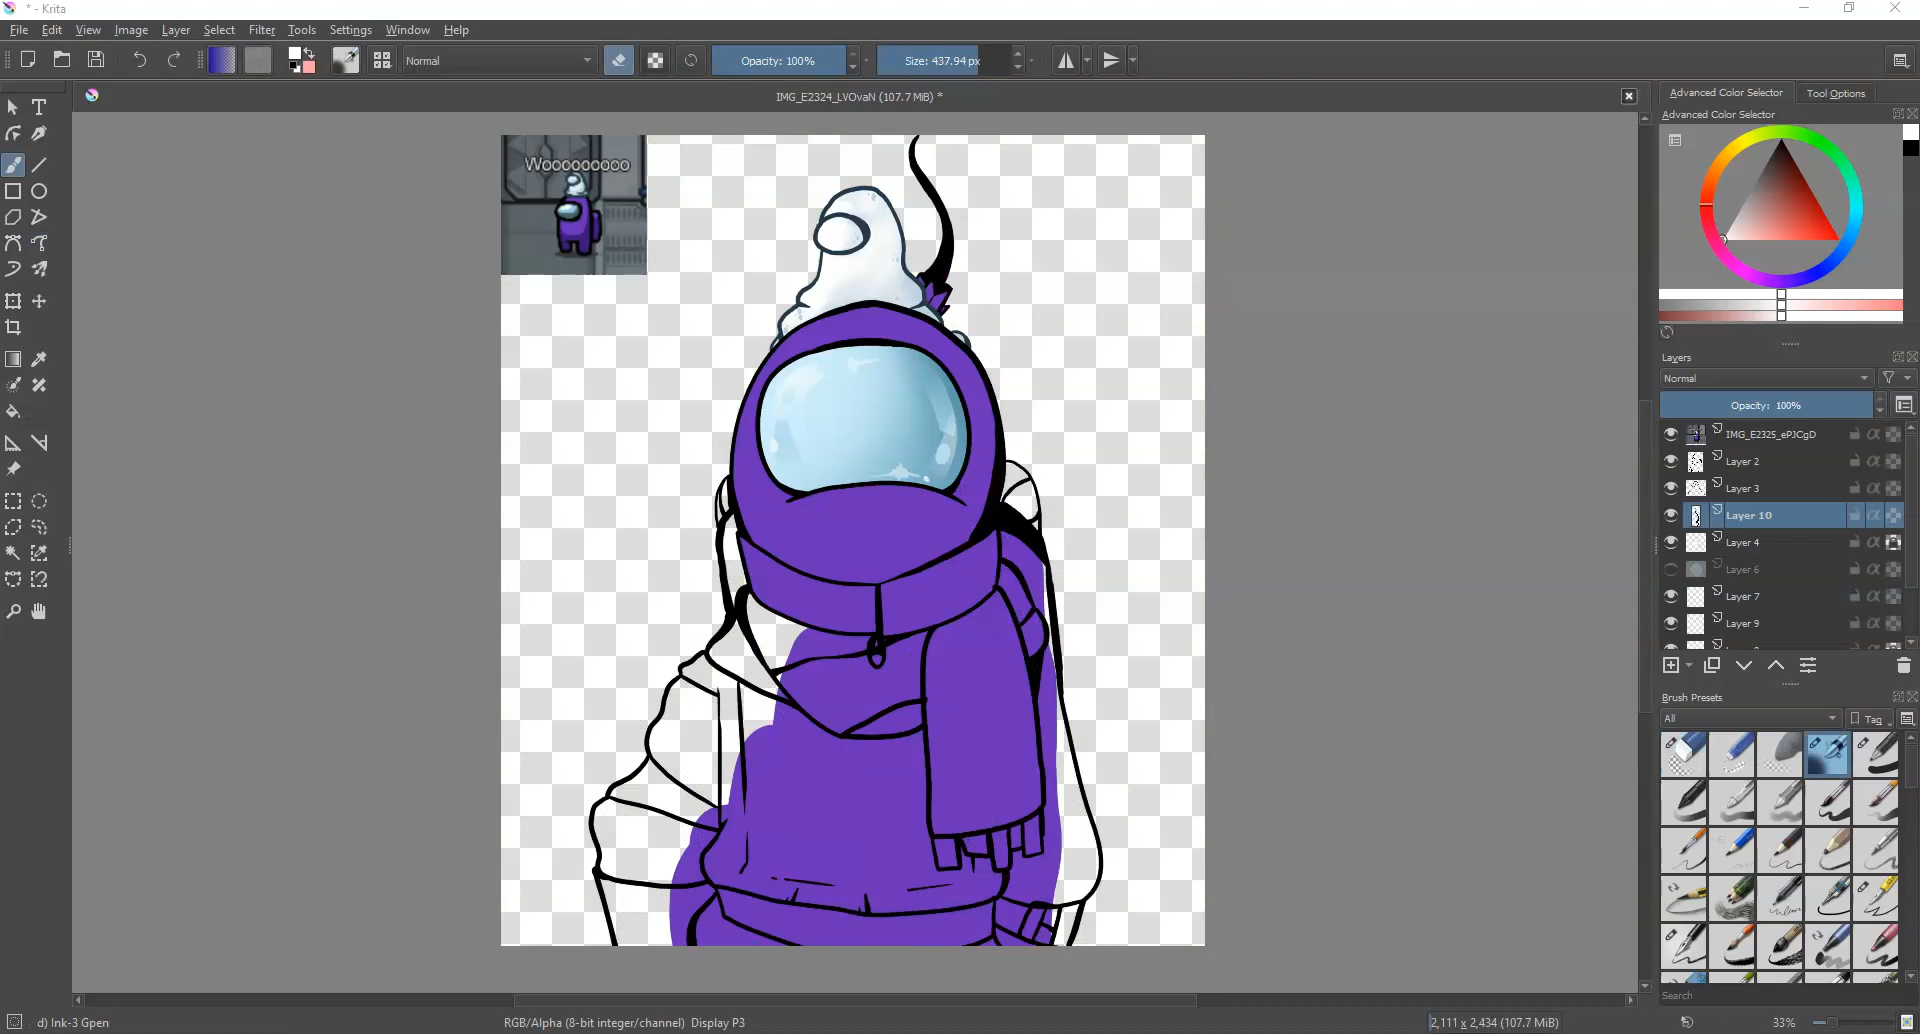 * - Krita
File Edit View Image Layer Select Filter Tools Settings Window Help
Normal Opacity: 100% Size: 437.94 px
IMG_E2324_LVOvaN (107.7 MiB) *
Wooooooooo
Advanced Color Selector Tool Options
Advanced Color Selector
Layers
Normal
Opacity: 100%
IMG_E2325_ePJCgD
Layer 2
Layer 3
Layer 10
Layer 4
Layer 6
Layer 7
Layer 9
Brush Presets
All Tag
Search
d) Ink-3 Gpen RGB/Alpha (8-bit integer/channel) Display P3 2,111 x 2,434 (107.7 MiB) 33%